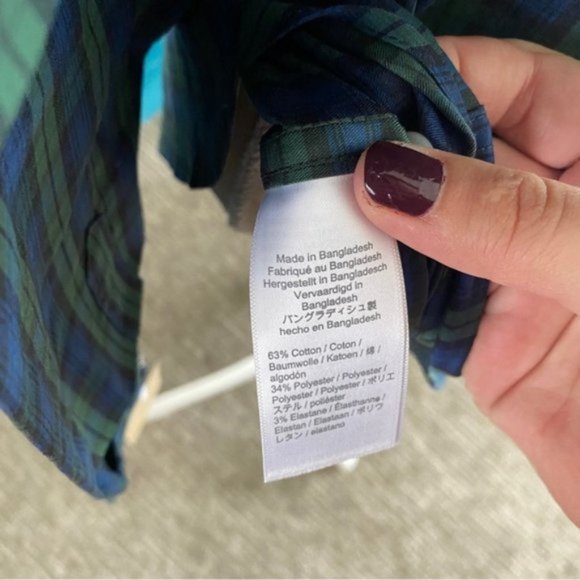 Made in Bangladesh
Fabriqué au Bangladesh
Hergestellt in Bangladesch
Vervaardigd in
Bangladesh
バングラディシュ製
hecho en Bangladesh
63% Cotton / Coton /
Baumwolle / Katoen / 綿 /
algodón
34% Polyester / Polyester /
Polyester / Polyester / ポリエ
ステル / poliéster
3% Elastane / Élasthanne /
Elastan / Elastaan / ポリウ
レタン / elastano